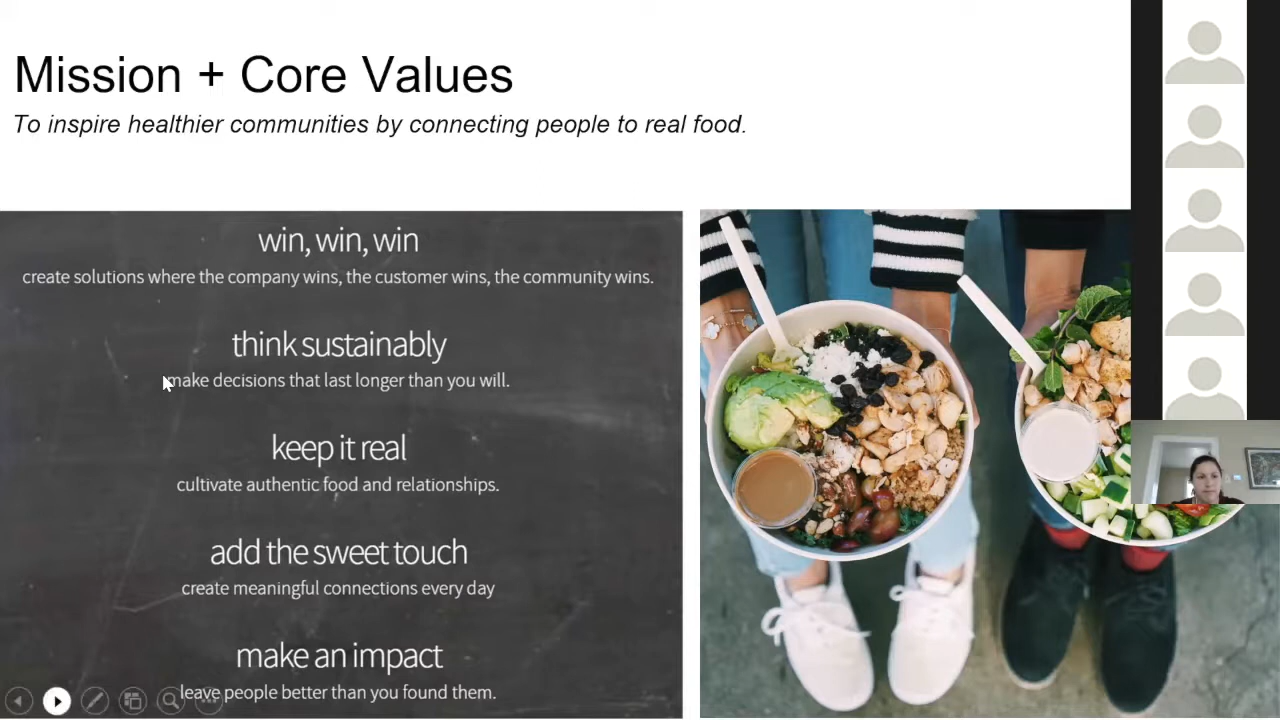 Mission + Core Values
To inspire healthier communities by connecting people to real food.
win, win, win
create solutions where the company wins, the customer wins, the community wins.
think sustainably
make decisions that last longer than you will.
keep it real
cultivate authentic food and relationships.
add the sweet touch
create meaningful connections every day
make an impact
leave people better than you found them.